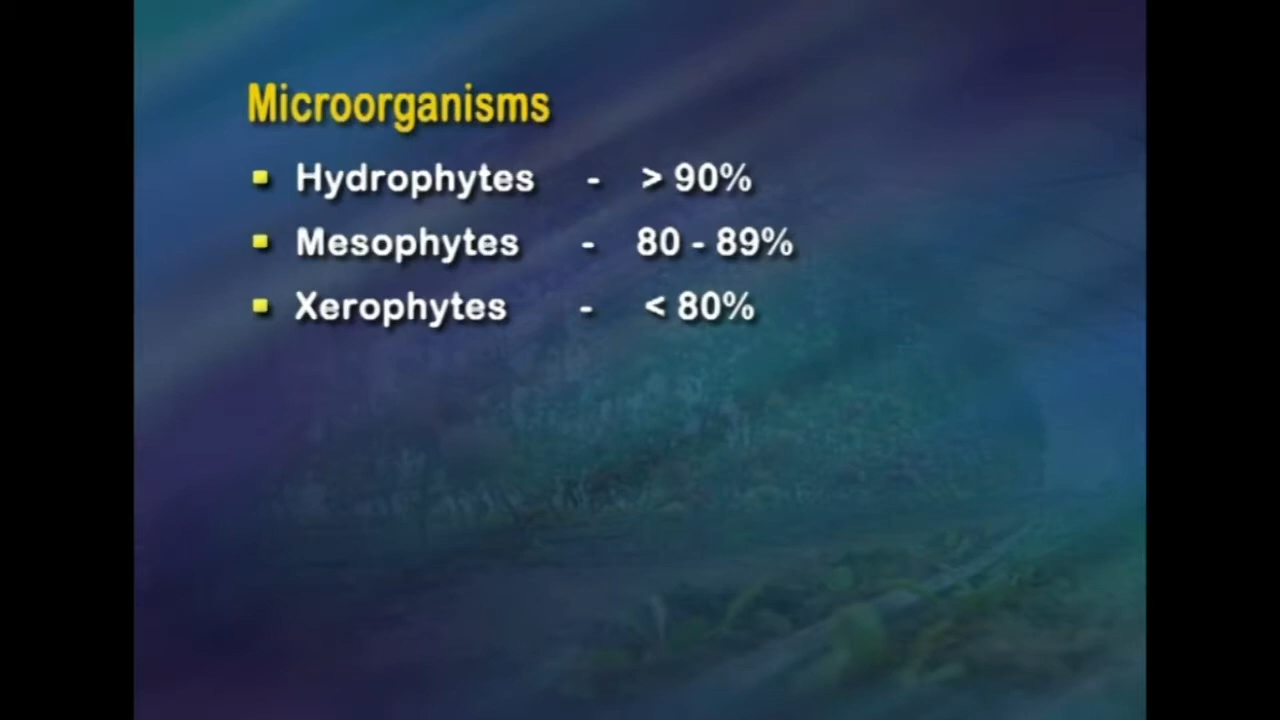 Microorganisms
▪ Hydrophytes - > 90%
▪ Mesophytes - 80 - 89%
▪ Xerophytes - < 80%